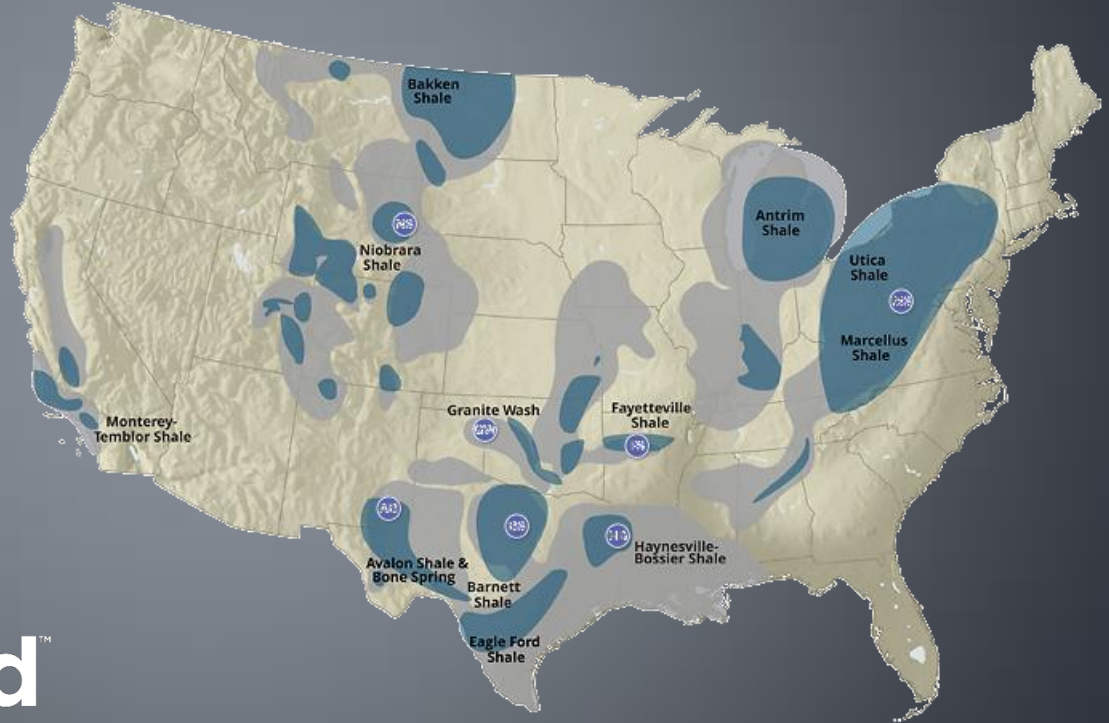 Bakken
Shale
Antrim
Shale
Niobrara
Shale
Utica
Shale
Marcellus
Shale
Granite Wash
Fayetteville
Shale
Monterey-
Temblor Shale
Haynesville-
Bossier Shale
Avalon Shale &
Bone Spring
Barnett
Shale
Eagle Ford
Shale
d™